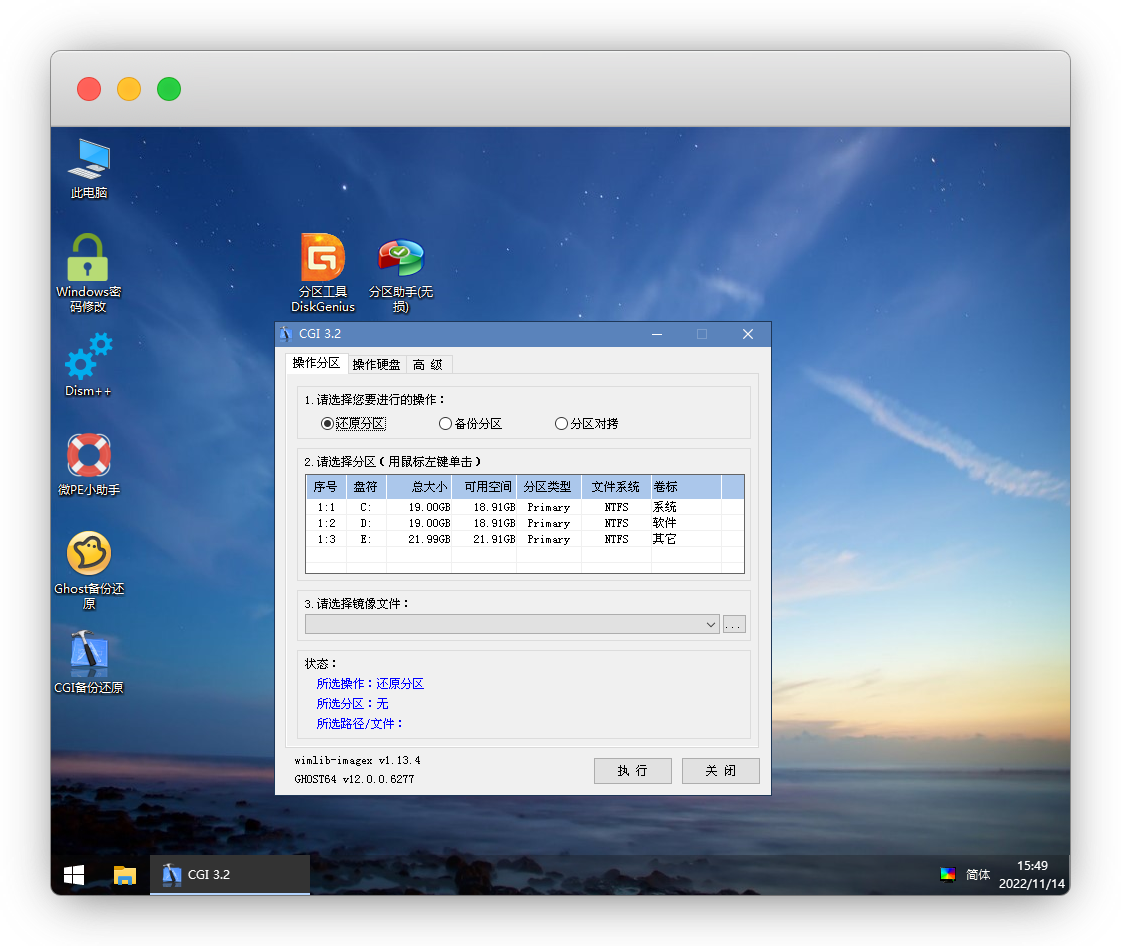 此电脑
Windows密
码修改
Dism++
微PE小助手
Ghost备份还
原
CGI备份还原
分区工具
DiskGenius
分区助手(无
损)
CGI 3.2
操作分区 操作硬盘 高 级
1.请选择您要进行的操作：
还原分区 备份分区 分区对拷
2.请选择分区(用鼠标左键单击)
序号 盘符 总大小 可用空间 分区类型 文件系统 卷标
1:1 C: 19.00GB 18.91GB Primary NTFS 系统
1:2 D: 19.00GB 18.91GB Primary NTFS 软件
1:3 E: 21.99GB 21.91GB Primary NTFS 其它
3.请选择镜像文件：
...
状态：
所选操作：还原分区
所选分区：无
所选路径/文件：
wimlib-imagex v1.13.4
GHOST64 v12.0.0.6277
执 行 关 闭
CGI 3.2
简体
15:49
2022/11/14